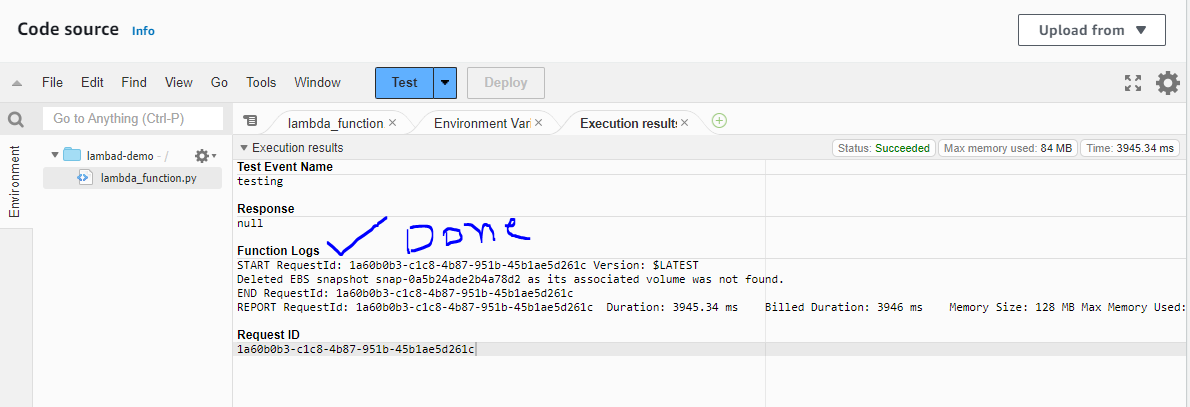 Code source Info
Upload from
File Edit Find View Go Tools Window Test Deploy
Go to Anything (Ctrl-P)
lambda_function Environment Vari Execution results
Environment
lambad-demo - /
lambda_function.py
Execution results Status: Succeeded Max memory used: 84 MB Time: 3945.34 ms
Test Event Name
testing
Response
null
Done
Function Logs
START RequestId: 1a60b0b3-c1c8-4b87-951b-45b1ae5d261c Version: $LATEST
Deleted EBS snapshot snap-0a5b24ade2b4a78d2 as its associated volume was not found.
END RequestId: 1a60b0b3-c1c8-4b87-951b-45b1ae5d261c
REPORT RequestId: 1a60b0b3-c1c8-4b87-951b-45b1ae5d261c Duration: 3945.34 ms Billed Duration: 3946 ms Memory Size: 128 MB Max Memory Used:
Request ID
1a60b0b3-c1c8-4b87-951b-45b1ae5d261c